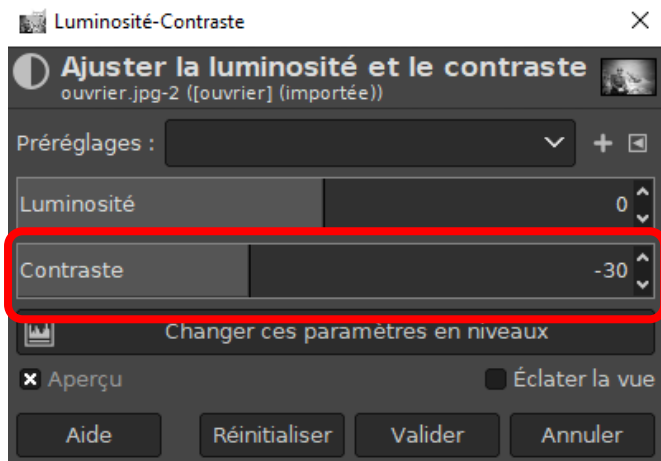 Luminosité-Contraste
Ajuster la luminosité et le contraste
ouvrier.jpg-2 ([ouvrier] (importée))
Préréglages :
Luminosité 0
Contraste -30
Changer ces paramètres en niveaux
Aperçu Éclater la vue
Aide Réinitialiser Valider Annuler